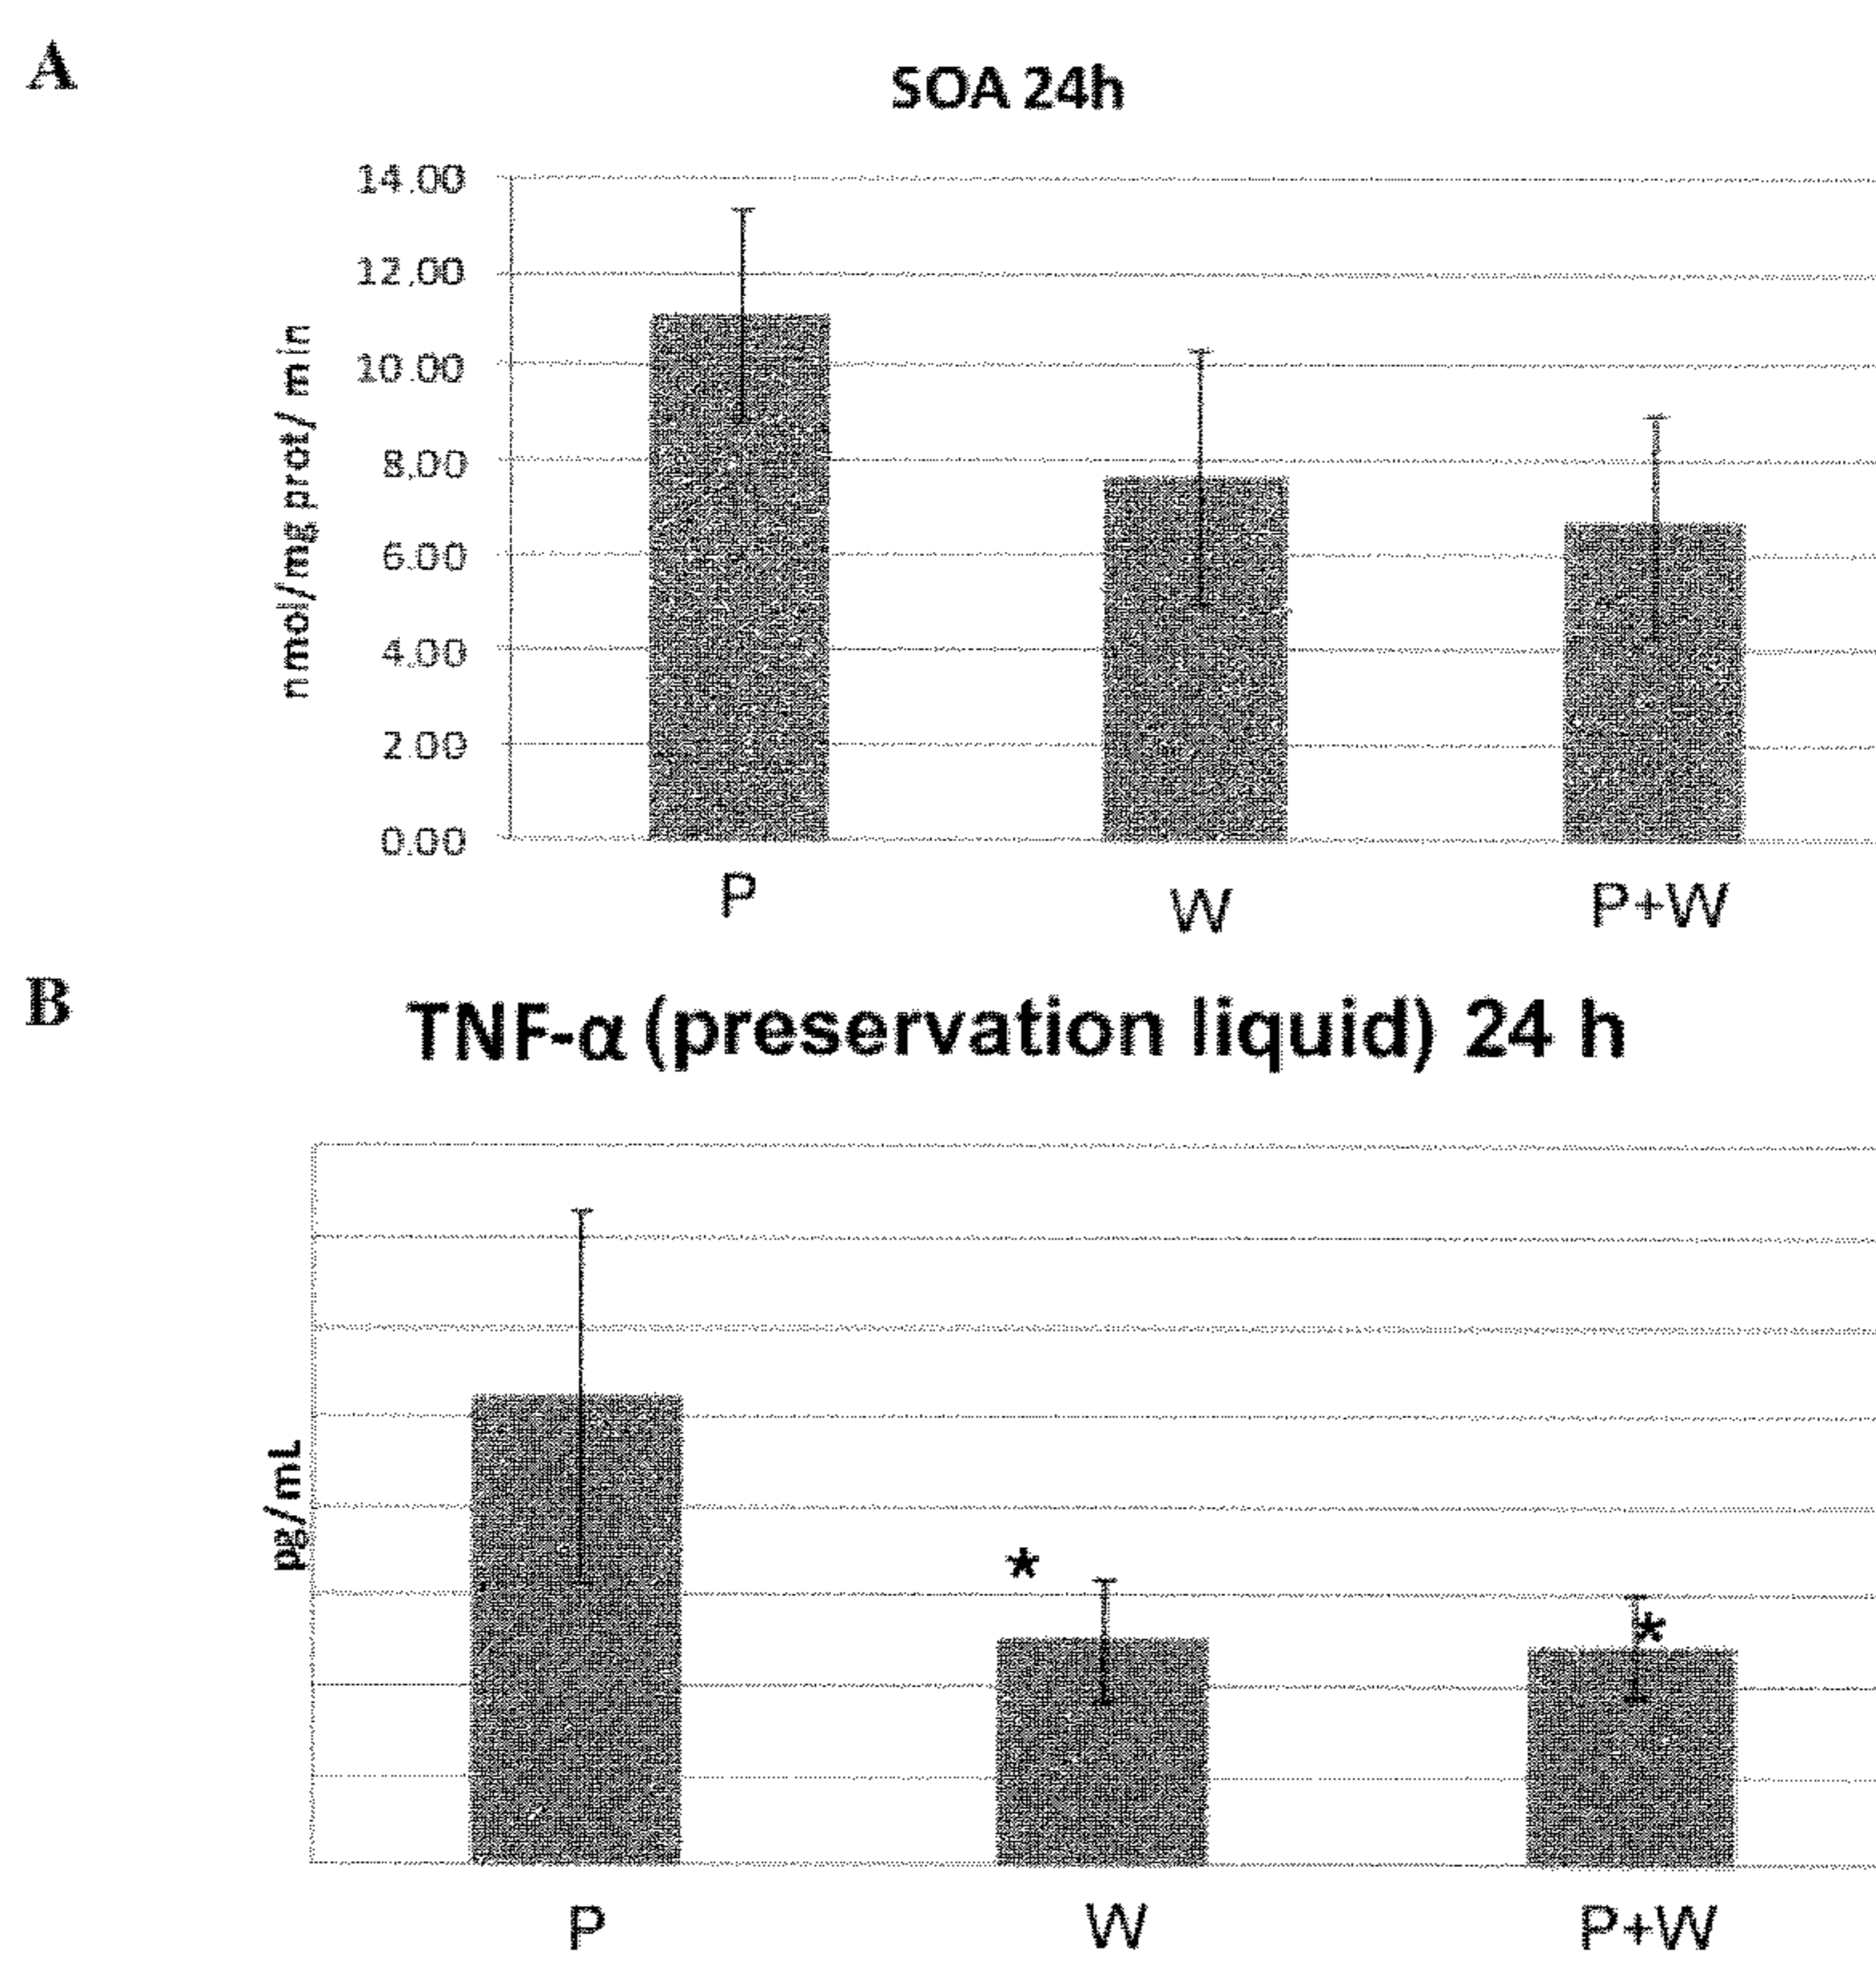 A
SOA 24h
14.00
12,00
10.00
8,00
6.00
4,00
2.00
0.00
nmol/mg prot/ min
P
W
P+W
B
TNF-α (preservation liquid) 24 h
pg/mL
*
*
P
W
P+W